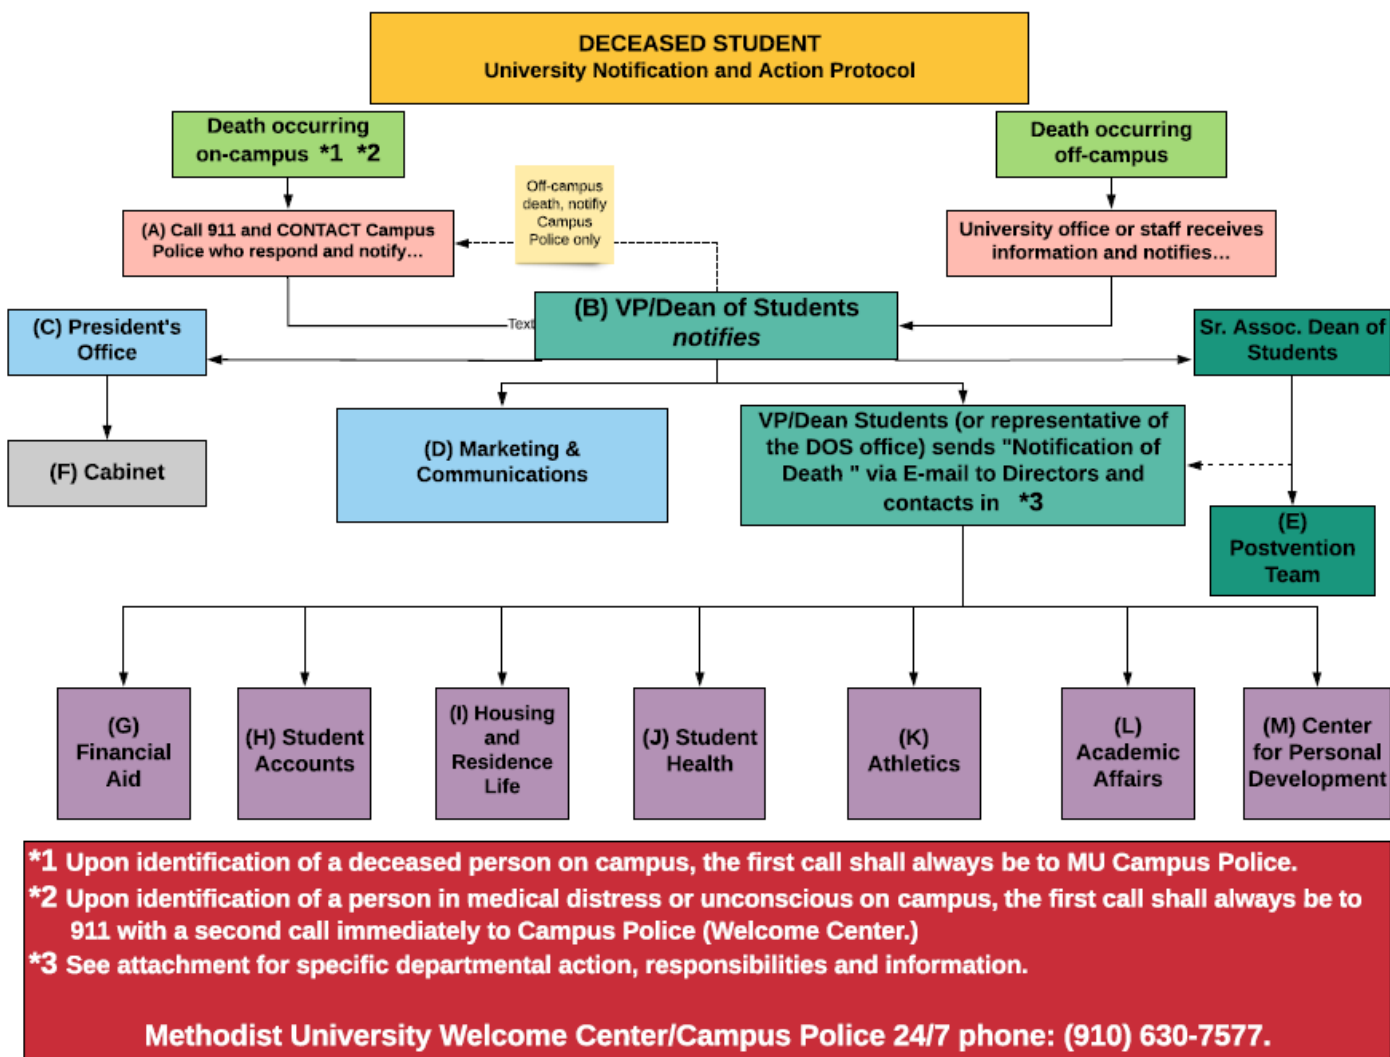 DECEASED STUDENT
University Notification and Action Protocol
Death occurring
on-campus *1 *2
Death occurring
off-campus
Off-campus
death, notifiy
Campus
Police only
(A) Call 911 and CONTACT Campus
Police who respond and notify...
University office or staff receives
information and notifies...
(B) VP/Dean of Students
notifies
Text
(C) President's
Office
Sr. Assoc. Dean of
Students
(D) Marketing &
Communications
VP/Dean Students (or representative of
the DOS office) sends "Notification of
Death " via E-mail to Directors and
contacts in *3
(F) Cabinet
(E)
Postvention
Team
(G)
Financial
Aid
(H) Student
Accounts
(I) Housing
and
Residence
Life
(J) Student
Health
(K)
Athletics
(L)
Academic
Affairs
(M) Center
for Personal
Development
*1 Upon identification of a deceased person on campus, the first call shall always be to MU Campus Police.
*2 Upon identification of a person in medical distress or unconscious on campus, the first call shall always be to
911 with a second call immediately to Campus Police (Welcome Center.)
*3 See attachment for specific departmental action, responsibilities and information.
Methodist University Welcome Center/Campus Police 24/7 phone: (910) 630-7577.